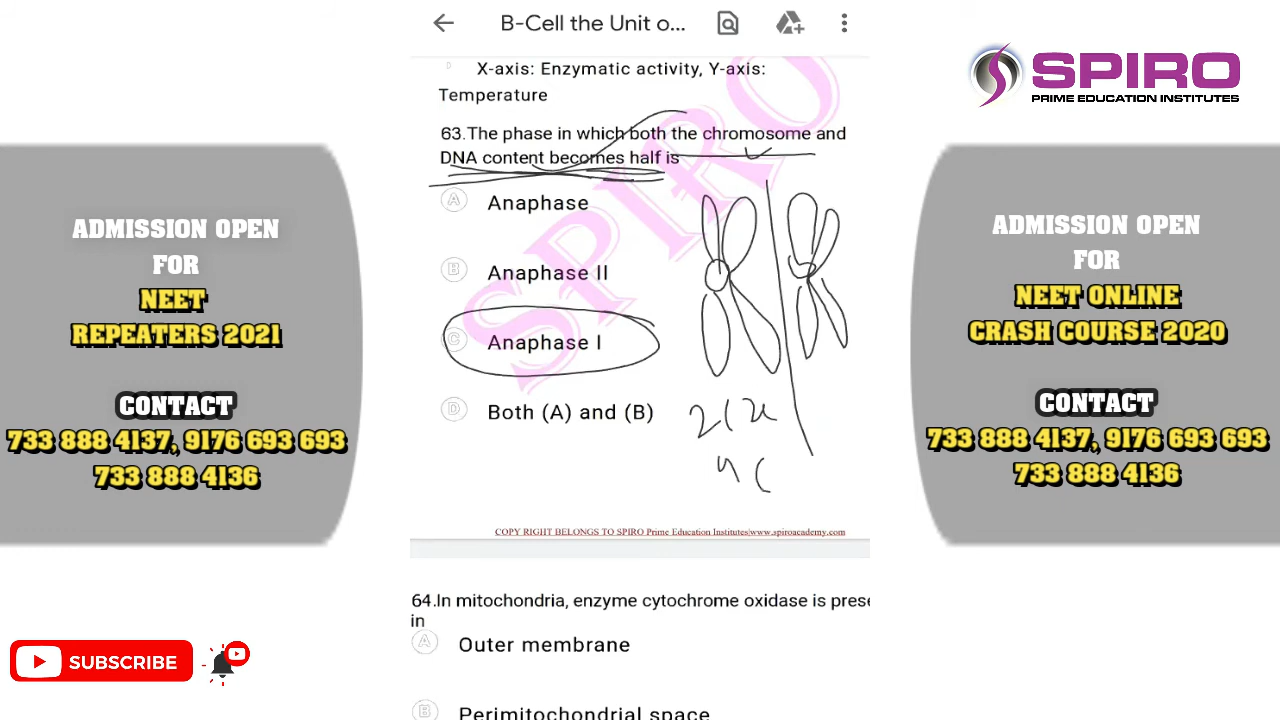 B-Cell the Unit o...
X-axis: Enzymatic activity, Y-axis:
Temperature
63.The phase in which both the chromosome and
DNA content becomes half is
A Anaphase
B Anaphase II
C Anaphase I
D Both (A) and (B)
SPIRO
COPY RIGHT BELONGS TO SPIRO Prime Education Institutes|www.spiroacademy.com
64.In mitochondria, enzyme cytochrome oxidase is prese
in
A Outer membrane
B Perimitochondrial space
ADMISSION OPEN
FOR
NEET
REPEATERS 2021
CONTACT
733 888 4137, 9176 693 693
733 888 4136
SPIRO
PRIME EDUCATION INSTITUTES
ADMISSION OPEN
FOR
NEET ONLINE
CRASH COURSE 2020
CONTACT
733 888 4137, 9176 693 693
733 888 4136
SUBSCRIBE